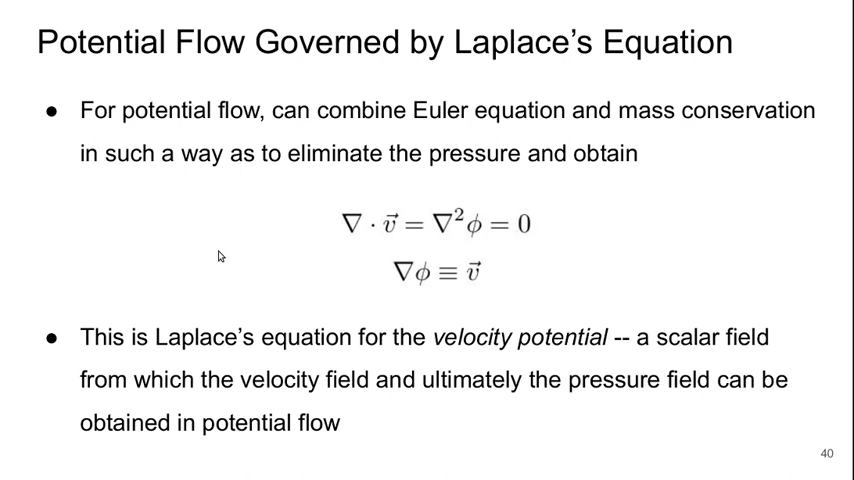 Potential Flow Governed by Laplace's Equation
● For potential flow, can combine Euler equation and mass conservation
in such a way as to eliminate the pressure and obtain
∇ · v⃗ = ∇²ϕ = 0
∇ϕ ≡ v⃗
● This is Laplace's equation for the velocity potential -- a scalar field
from which the velocity field and ultimately the pressure field can be
obtained in potential flow
40